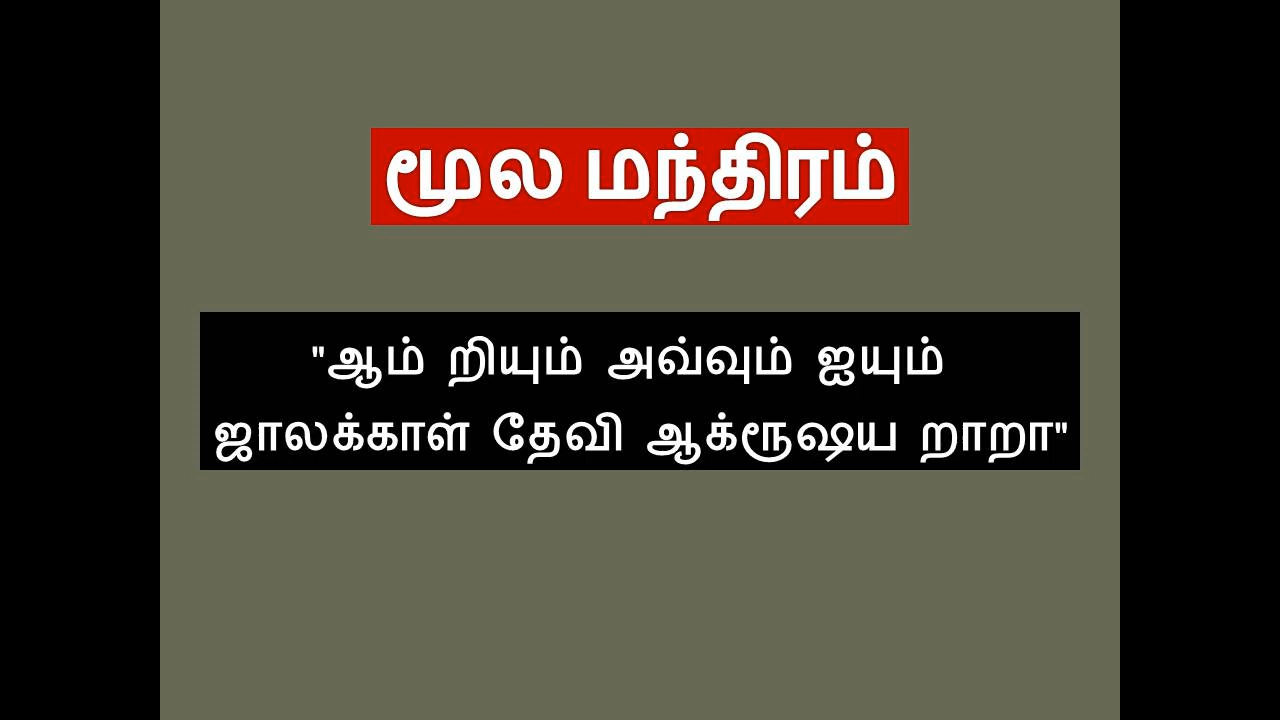 மூல மந்திரம்
"ஆம் றியும் அவ்வும் ஐயும்
ஜாலக்காள் தேவி ஆக்ரூஷய றாறா"